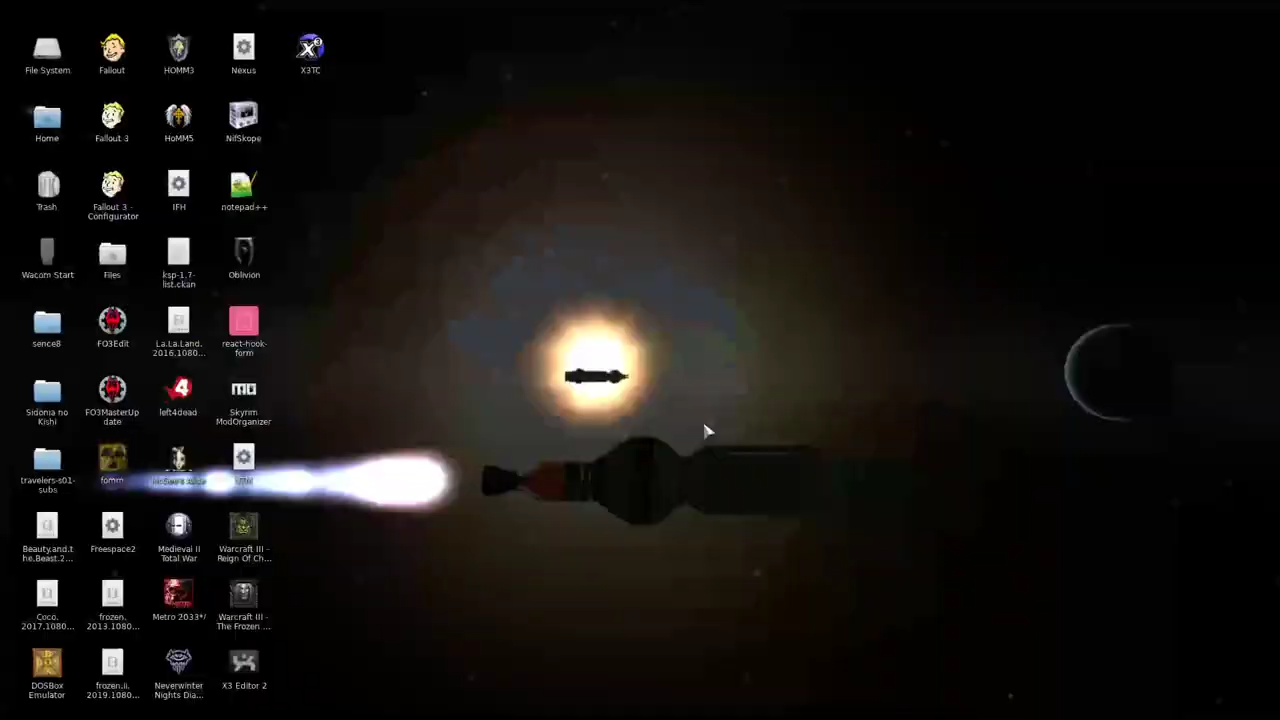 File System
Fallout
HOMM3
Nexus
X3TC
Home
Fallout 3
HoMM5
NifSkope
Trash
Fallout 3 -
Configurator
IFH
notepad++
Wacom Start
Files
ksp-1.7-
list.ckan
Oblivion
sence8
FO3Edit
La.La.Land.
2016.1080...
react-hook-
form
Sidonia no
Kishi
FO3MasterUp
date
left4dead
Skyrim
ModOrganizer
travelers-s01-
subs
fomm
Beauty.and.t
he.Beast.2...
Freespace2
Medieval II
Total War
Warcraft III -
Reign Of Ch...
Coco.
2017.1080...
frozen.
2013.1080...
Metro 2033*/
Warcraft III -
The Frozen ...
DOSBox
Emulator
frozen.ii.
2019.1080...
Neverwinter
Nights Dia...
X3 Editor 2